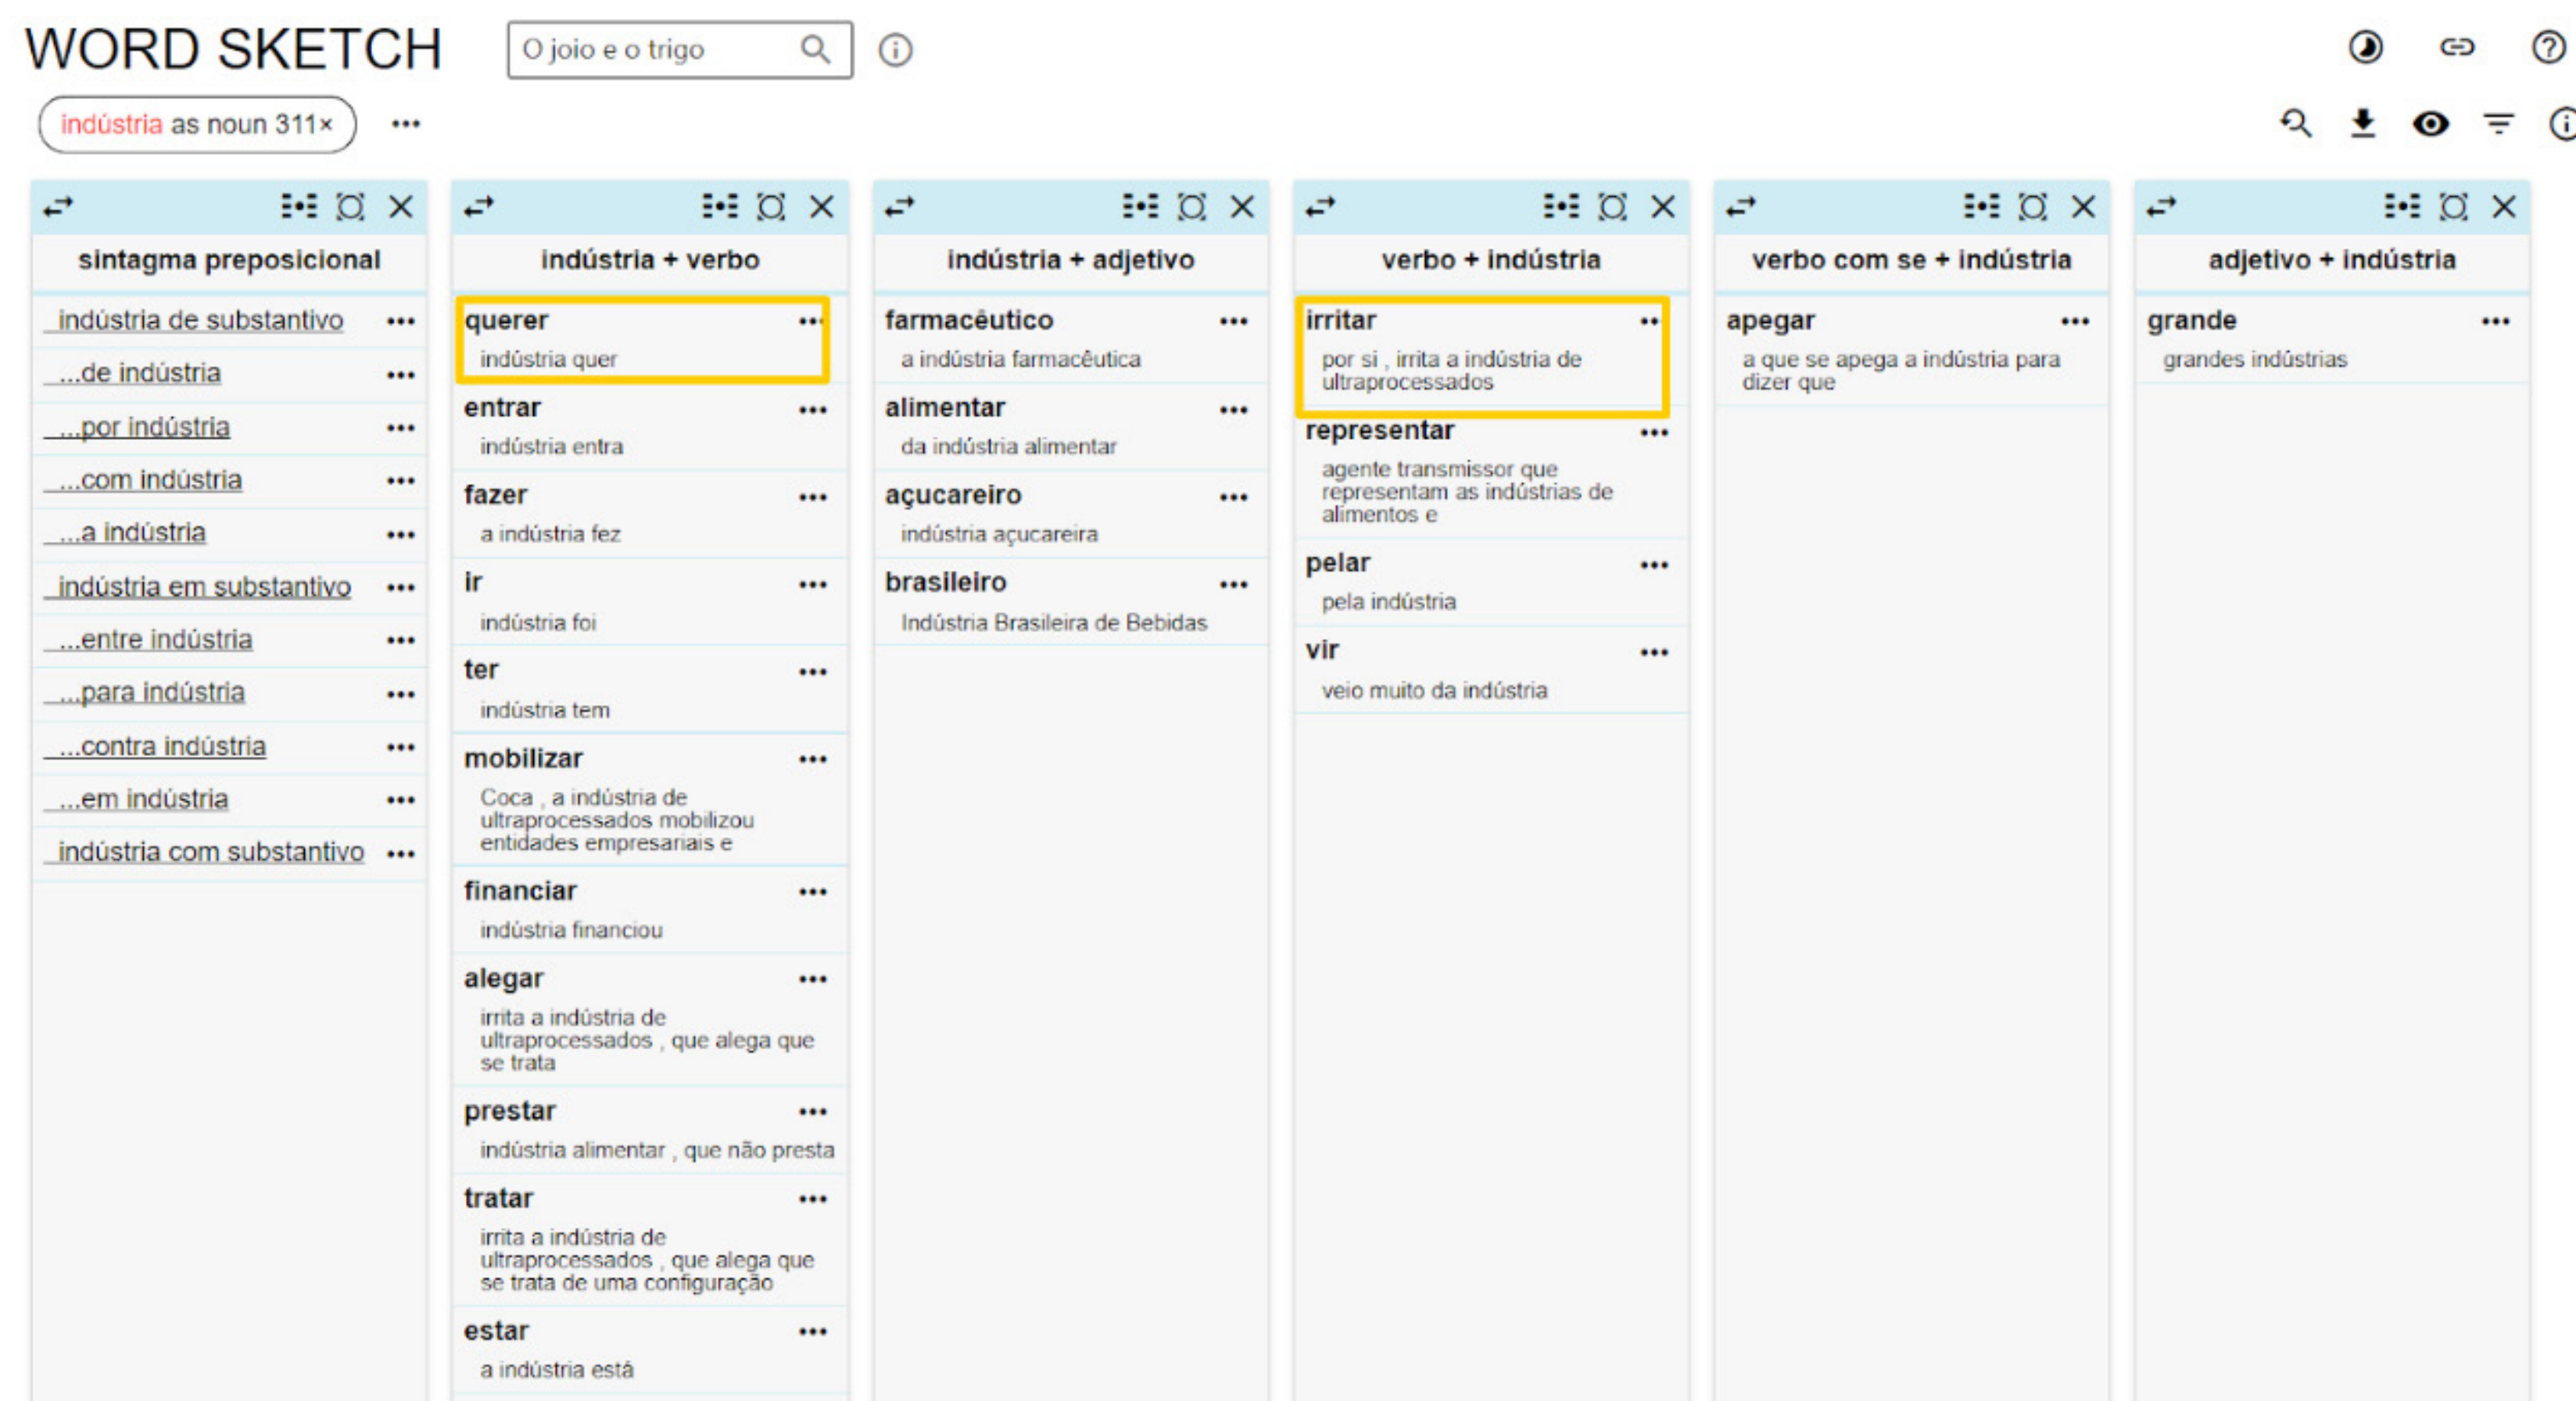 WORD SKETCH
O joio e o trigo
indústria as noun 311×
sintagma preposicional
indústria de substantivo
...de indústria
...por indústria
...com indústria
...a indústria
indústria em substantivo
...entre indústria
...para indústria
...contra indústria
...em indústria
indústria com substantivo
indústria + verbo
querer
indústria quer
entrar
indústria entra
fazer
a indústria fez
ir
indústria foi
ter
indústria tem
mobilizar
Coca , a indústria de
ultraprocessados mobilizou
entidades empresariais e
financiar
indústria financiou
alegar
irrita a indústria de
ultraprocessados , que alega que
se trata
prestar
indústria alimentar , que não presta
tratar
irrita a indústria de
ultraprocessados , que alega que
se trata de uma configuração
estar
a indústria está
indústria + adjetivo
farmacêutico
a indústria farmacêutica
alimentar
da indústria alimentar
açucareiro
indústria açucareira
brasileiro
Indústria Brasileira de Bebidas
verbo + indústria
irritar
por si , irrita a indústria de
ultraprocessados
representar
agente transmissor que
representam as indústrias de
alimentos e
pelar
pela indústria
vir
veio muito da indústria
verbo com se + indústria
apegar
a que se apega a indústria para
dizer que
adjetivo + indústria
grande
grandes indústrias